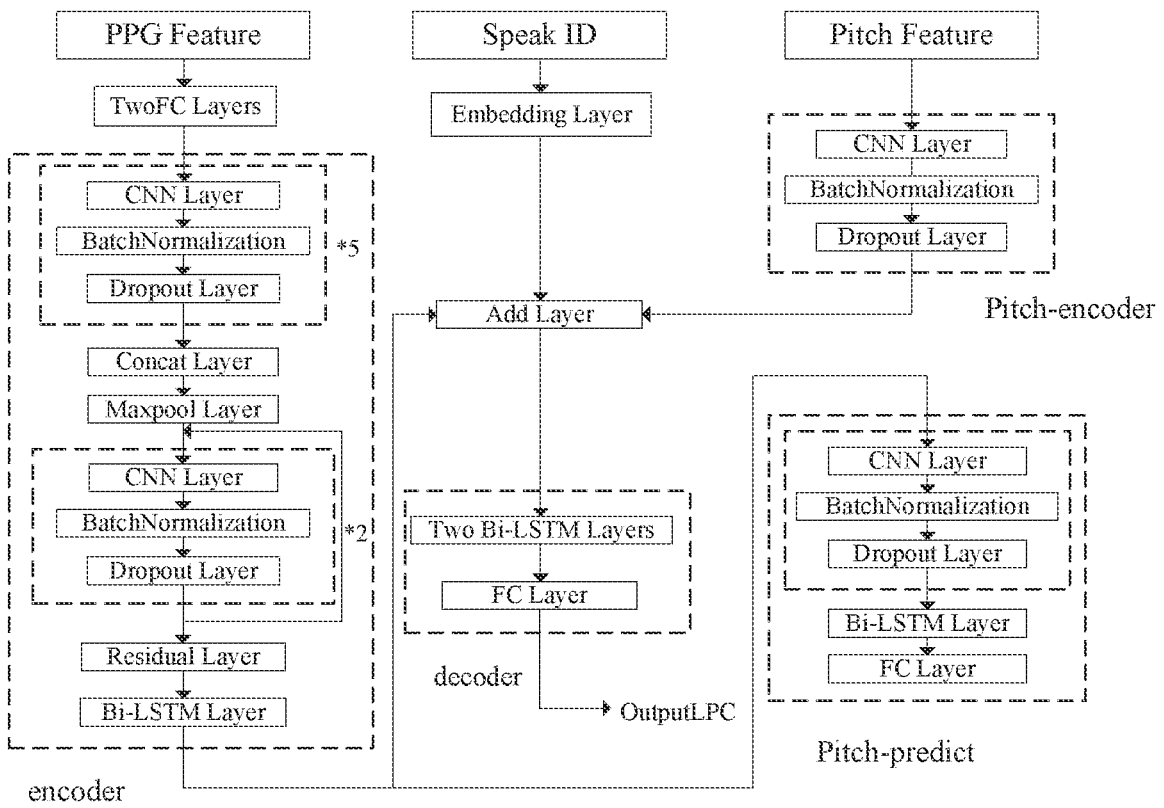 PPG Feature
TwoFC Layers
CNN Layer
BatchNormalization
Dropout Layer
*5
Concat Layer
Maxpool Layer
CNN Layer
BatchNormalization
Dropout Layer
*2
Residual Layer
Bi-LSTM Layer
encoder
Speak ID
Embedding Layer
Add Layer
Two Bi-LSTM Layers
FC Layer
decoder
OutputLPC
Pitch Feature
CNN Layer
BatchNormalization
Dropout Layer
Pitch-encoder
CNN Layer
BatchNormalization
Dropout Layer
Bi-LSTM Layer
FC Layer
Pitch-predict